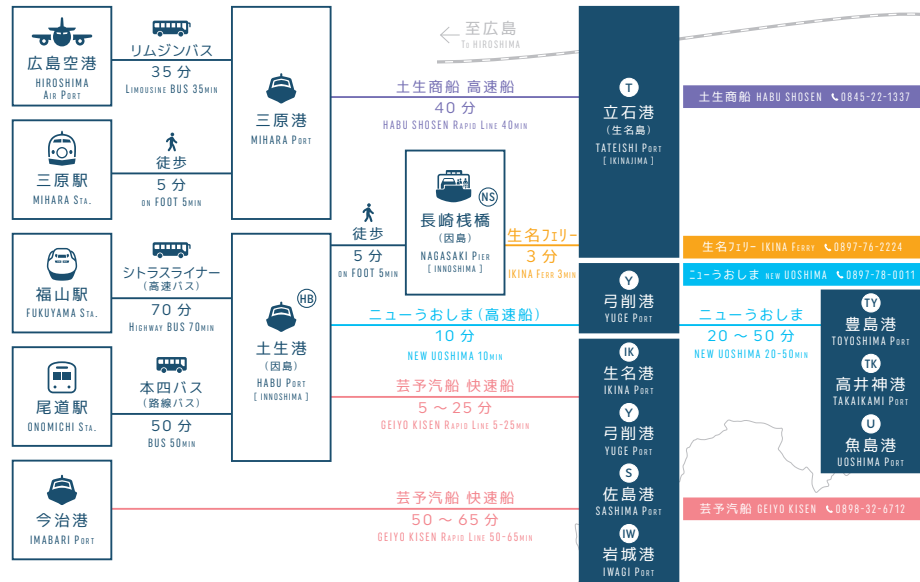 広島空港
HIROSHIMA
AIR PORT
リムジンバス
35分
LIMOUSINE BUS 35MIN
三原駅
MIHARA STA.
徒歩
5分
ON FOOT 5MIN
三原港
MIHARA PORT
至広島
TO HIROSHIMA
土生商船 高速船
40分
HABU SHOSEN RAPID LINE 40MIN
T
立石港
(生名島)
TATEISHI PORT
[ IKINAJIMA ]
土生商船 HABU SHOSEN 0845-22-1337
福山駅
FUKUYAMA STA.
シトラスライナー
(高速バス)
70分
HIGHWAY BUS 70MIN
尾道駅
ONOMICHI STA.
本四バス
(路線バス)
50分
BUS 50MIN
HB
土生港
(因島)
HABU PORT
[ INNOSHIMA ]
徒歩
5分
ON FOOT 5MIN
NS
長崎桟橋
(因島)
NAGASAKI PIER
[ INNOSHIMA ]
生名フェリー
3分
IKINA FERR 3MIN
生名フェリー IKINA FERRY 0897-76-2224
ニューうおしま NEW UOSHIMA 0897-78-0011
ニューうおしま(高速船)
10分
NEW UOSHIMA 10MIN
Y
弓削港
YUGE PORT
ニューうおしま
20〜50分
NEW UOSHIMA 20-50MIN
TY
豊島港
TOYOSHIMA PORT
TK
高井神港
TAKAIKAMI PORT
U
魚島港
UOSHIMA PORT
芸予汽船 快速船
5〜25分
GEIYO KISEN RAPID LINE 5-25MIN
IK
生名港
IKINA PORT
Y
弓削港
YUGE PORT
S
佐島港
SASHIMA PORT
IW
岩城港
IWAGI PORT
今治港
IMABARI PORT
芸予汽船 快速船
50〜65分
GEIYO KISEN RAPID LINE 50-65MIN
芸予汽船 GEIYO KISEN 0898-32-6712